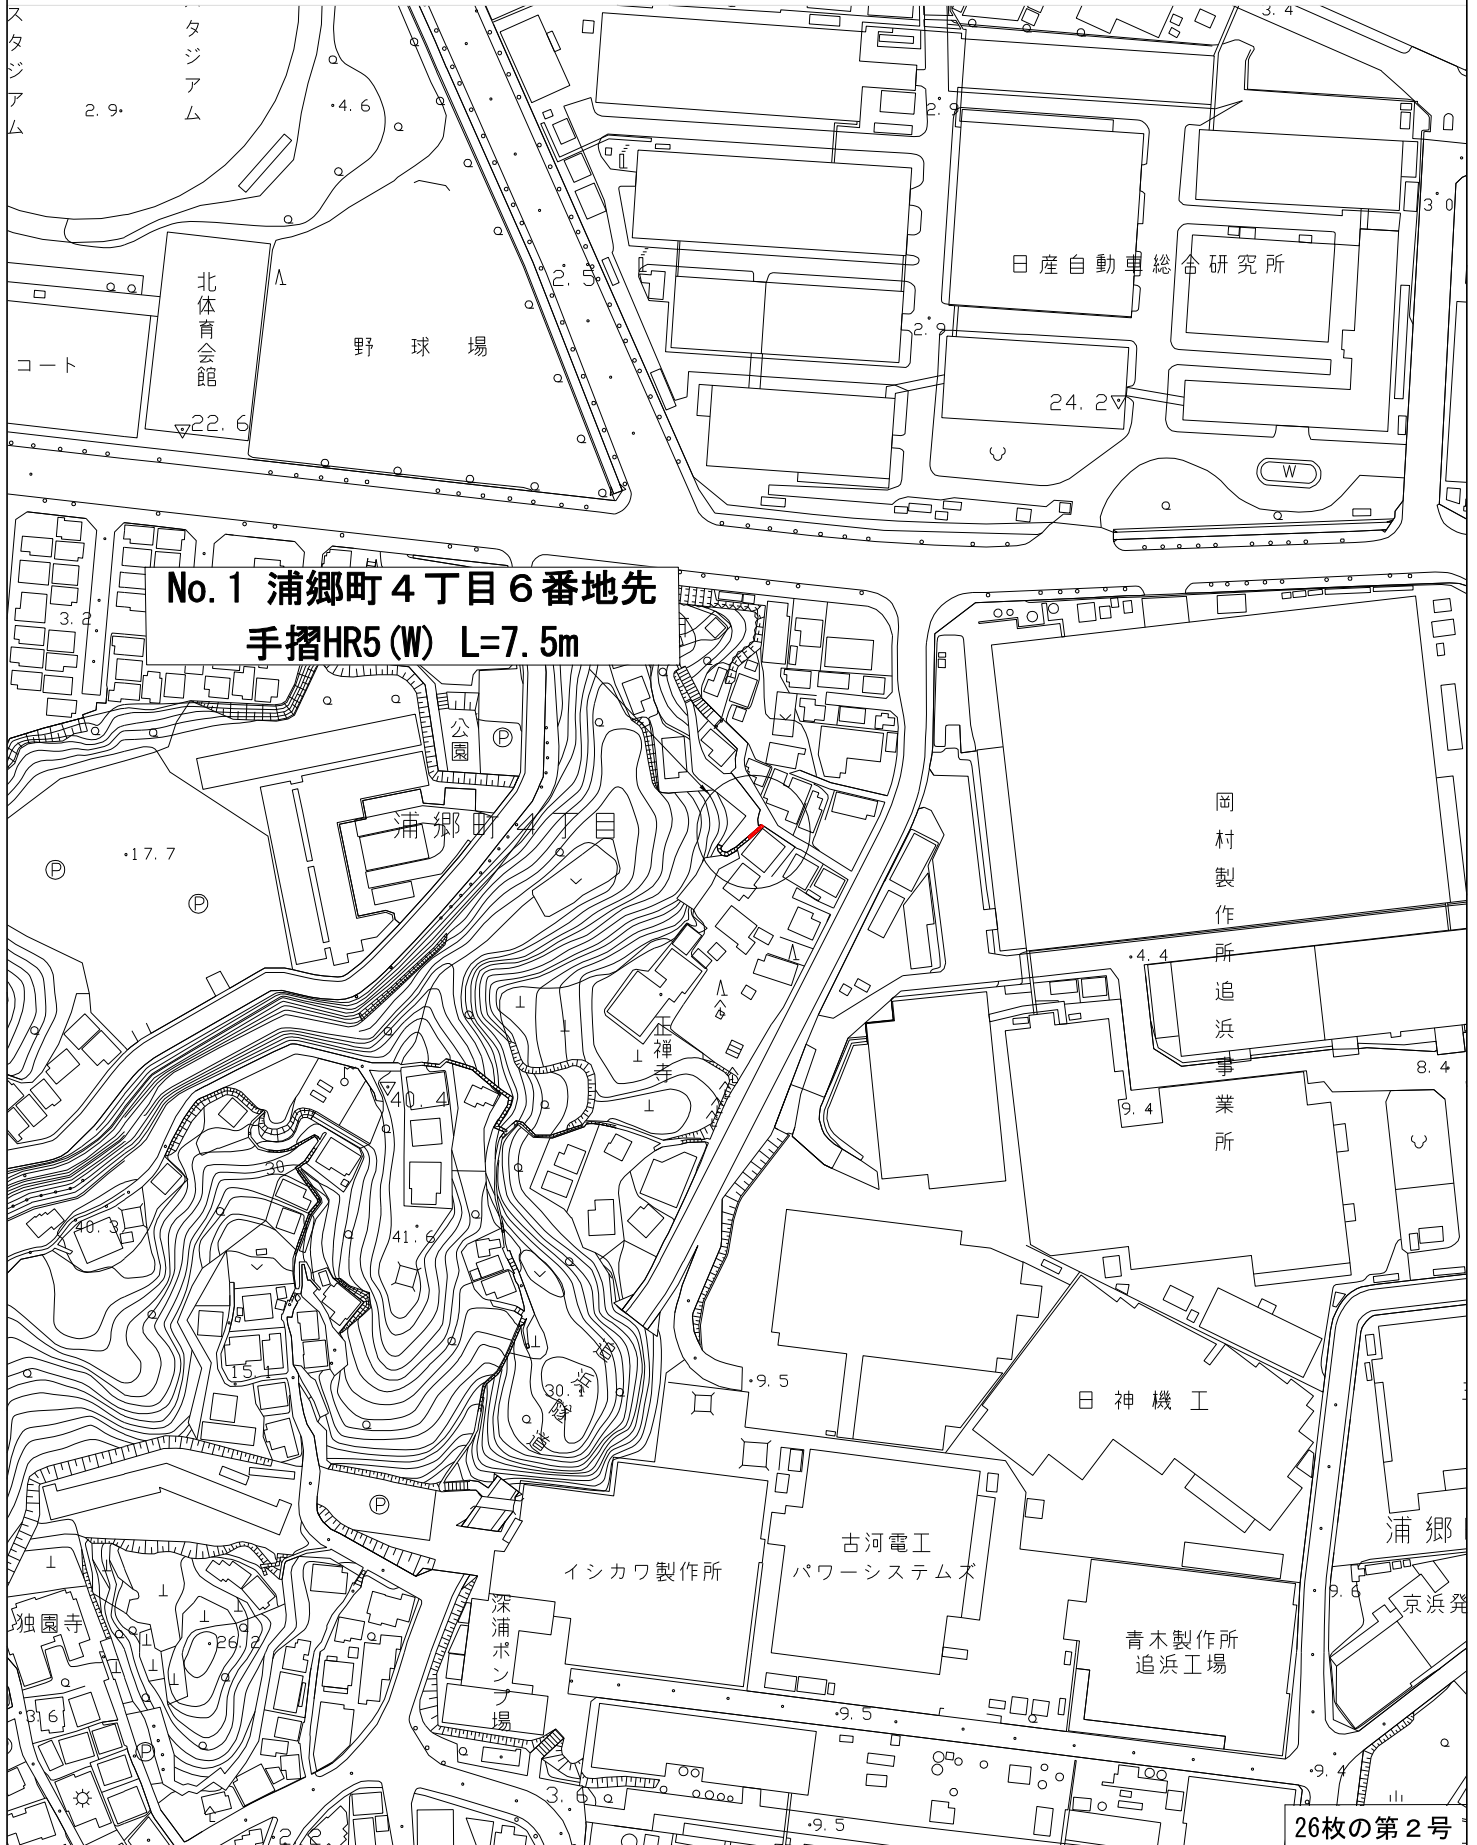 スタジアム
スタジアム
2.9
4.6
3.4
2.9
3.0
日産自動車総合研究所
北体育会館
2.5
野球場
コート
2.9
22.6
24.2
W
No.1 浦郷町4丁目6番地先
手摺HR5(W) L=7.5m
3.2
公園
P
浦郷町4丁目
17.7
P
P
岡村製作所追浜事業所
4.4
正禅寺
8.4
40.4
9.4
30
40.3
41.6
15.1
30.1
9.5
日神機工
P
浦郷
古河電工
パワーシステムズ
イシカワ製作所
深浦ポンプ場
9.6
京浜発
独園寺
26.2
青木製作所
追浜工場
3.6
P
9.5
9.4
3.6
9.5
26枚の第2号